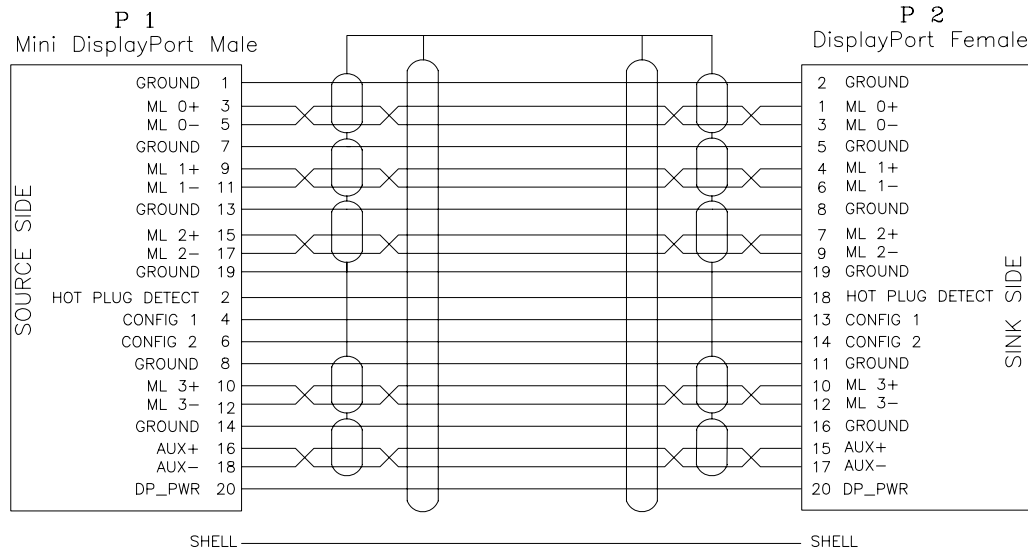 P 1
Mini DisplayPort Male
P 2
DisplayPort Female
SOURCE SIDE
SINK SIDE
GROUND 1
2 GROUND
ML 0+ 3
1 ML 0+
ML 0- 5
3 ML 0-
GROUND 7
5 GROUND
ML 1+ 9
4 ML 1+
ML 1- 11
6 ML 1-
GROUND 13
8 GROUND
ML 2+ 15
7 ML 2+
ML 2- 17
9 ML 2-
GROUND 19
19 GROUND
HOT PLUG DETECT 2
18 HOT PLUG DETECT
CONFIG 1 4
13 CONFIG 1
CONFIG 2 6
14 CONFIG 2
GROUND 8
11 GROUND
ML 3+ 10
10 ML 3+
ML 3- 12
12 ML 3-
GROUND 14
16 GROUND
AUX+ 16
15 AUX+
AUX- 18
17 AUX-
DP_PWR 20
20 DP_PWR
SHELL
SHELL